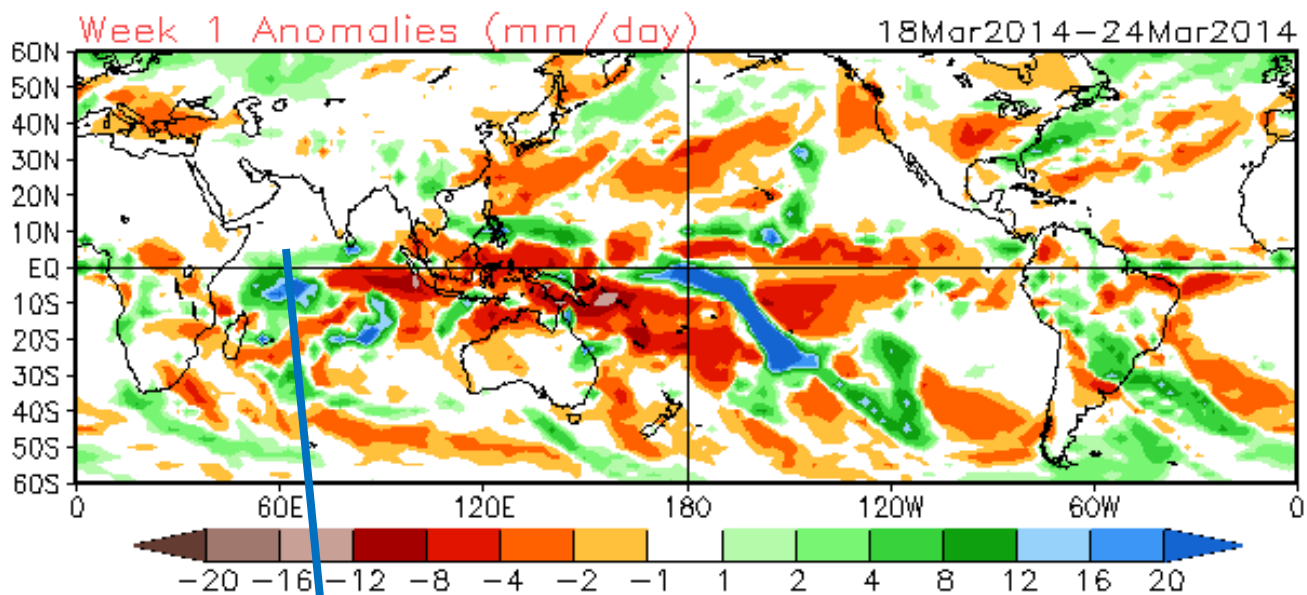 Week 1 Anomalies (mm/day) 18Mar2014-24Mar2014
60N
50N
40N
30N
20N
10N
EQ
10S
20S
30S
40S
50S
60S
0 60E 120E 180 120W 60W 0
-20 -16 -12 -8 -4 -2 -1 1 2 4 8 12 16 20